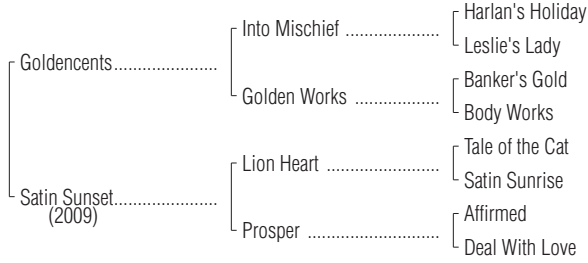 Harlan's Holiday
Into Mischief ....................
Leslie's Lady
Goldencents......................
Banker's Gold
Golden Works ..................
Body Works
Tale of the Cat
Lion Heart ........................
Satin Sunrise
Satin Sunset......................
(2009)
Affirmed
Prosper ............................
Deal With Love